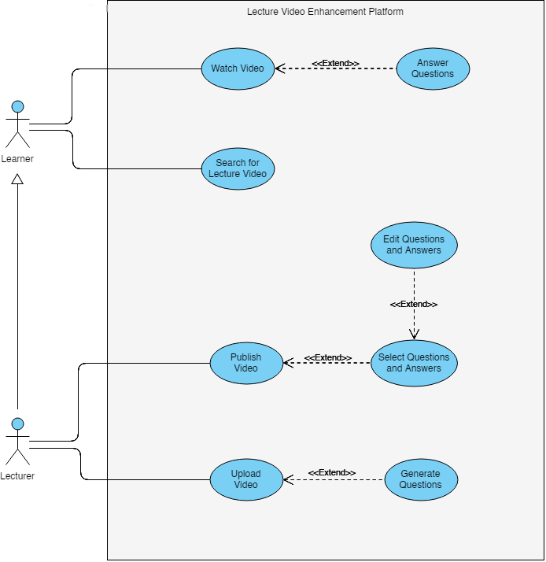 Lecture Video Enhancement Platform
Watch Video
<<Extend>>
Answer
Questions
Learner
Search for
Lecture Video
Edit Questions
and Answers
<<Extend>>
Publish
Video
<<Extend>>
Select Questions
and Answers
Lecturer
Upload
Video
<<Extend>>
Generate
Questions